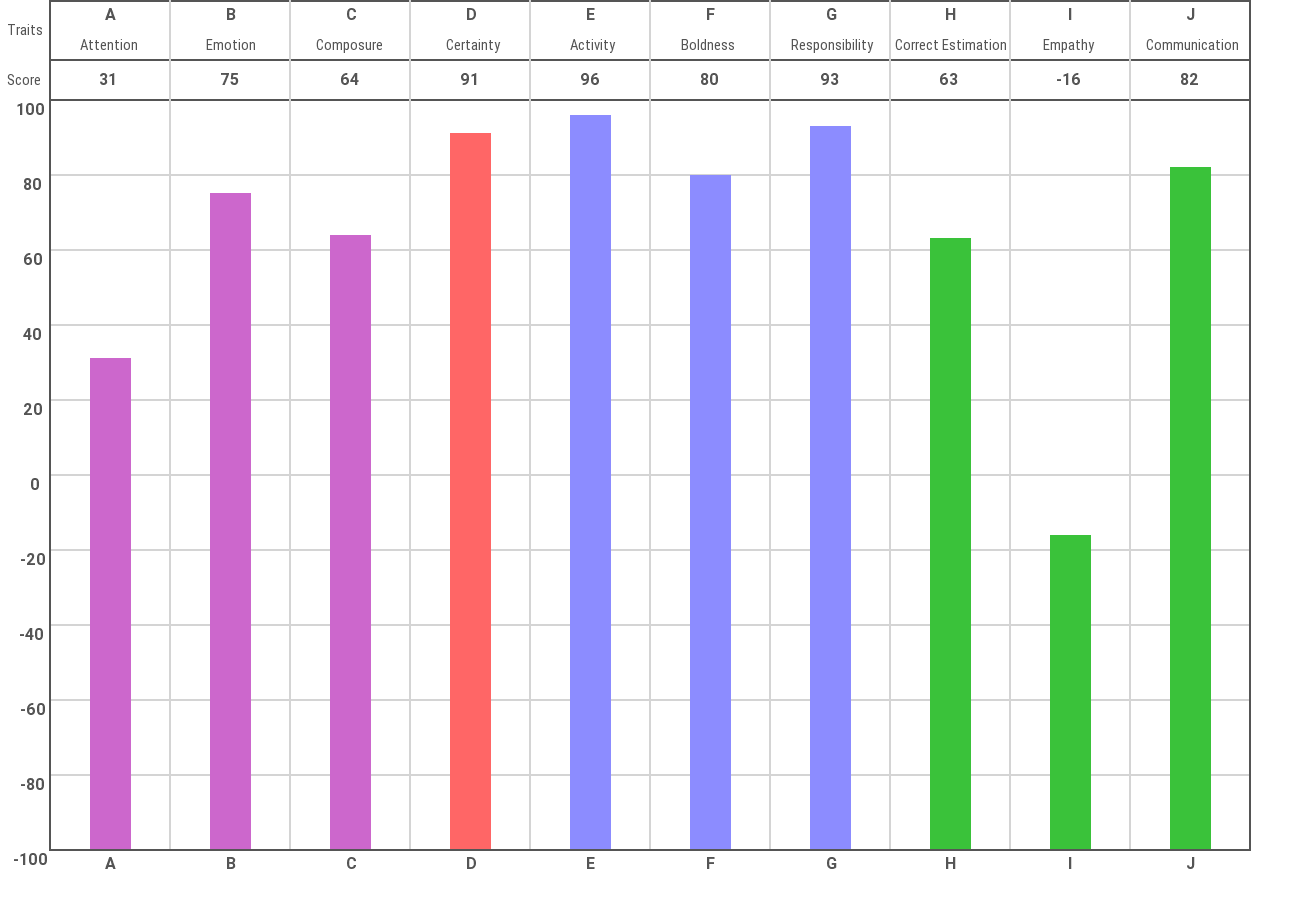 Traits A B C D E F G H I J
Attention Emotion Composure Certainty Activity Boldness Responsibility Correct Estimation Empathy Communication
Score 31 75 64 91 96 80 93 63 -16 82
100
80
60
40
20
0
-20
-40
-60
-80
-100
A B C D E F G H I J